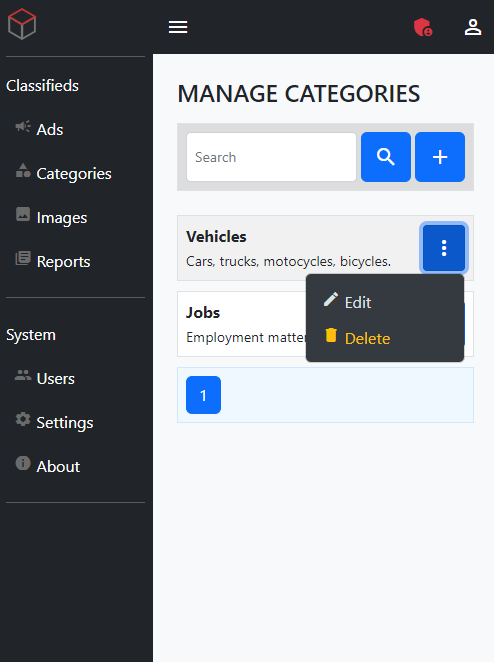 Classifieds
Ads
Categories
Images
Reports
System
Users
Settings
About
MANAGE CATEGORIES
Search
Vehicles
Cars, trucks, motocycles, bicycles.
Edit
Delete
Jobs
Employment
1